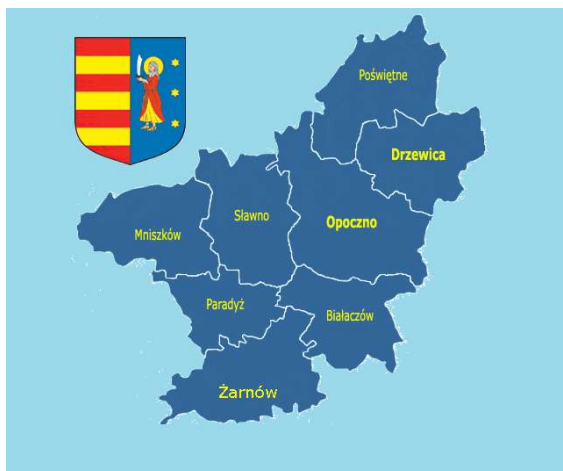 Poświętne
Drzewica
Sławno
Opoczno
Mniszków
Paradyż
Białaczów
Żarnów